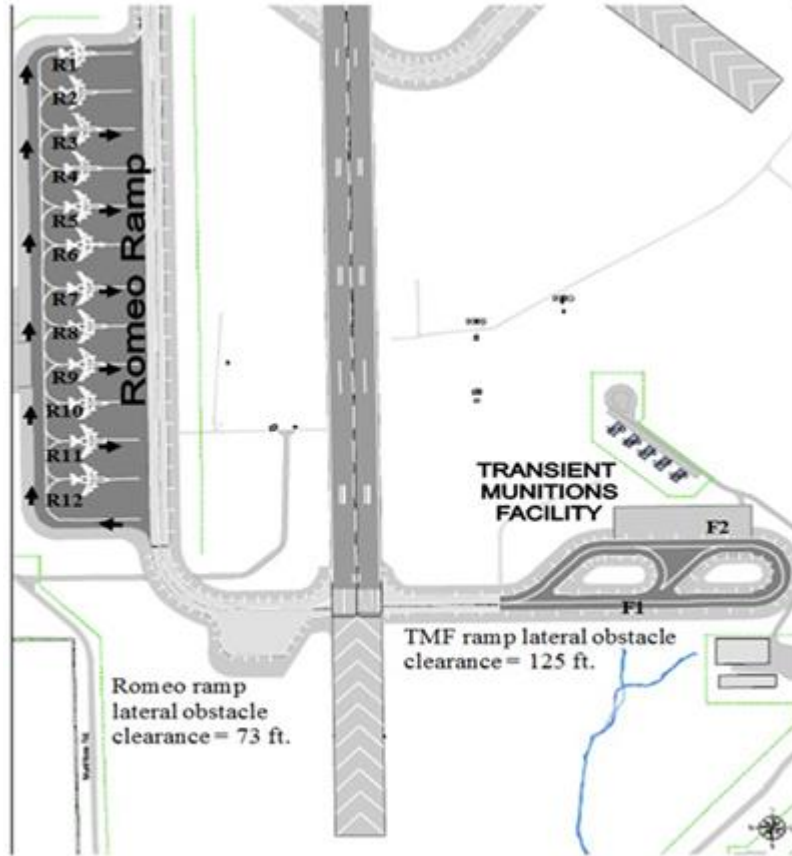 R1
R2
R3
R4
R5
R6
R7
R8
R9
R10
R11
R12
Romeo Ramp
TRANSIENT
MUNITIONS
FACILITY
F2
F1
TMF ramp lateral obstacle
clearance = 125 ft.
Romeo ramp
lateral obstacle
clearance = 73 ft.